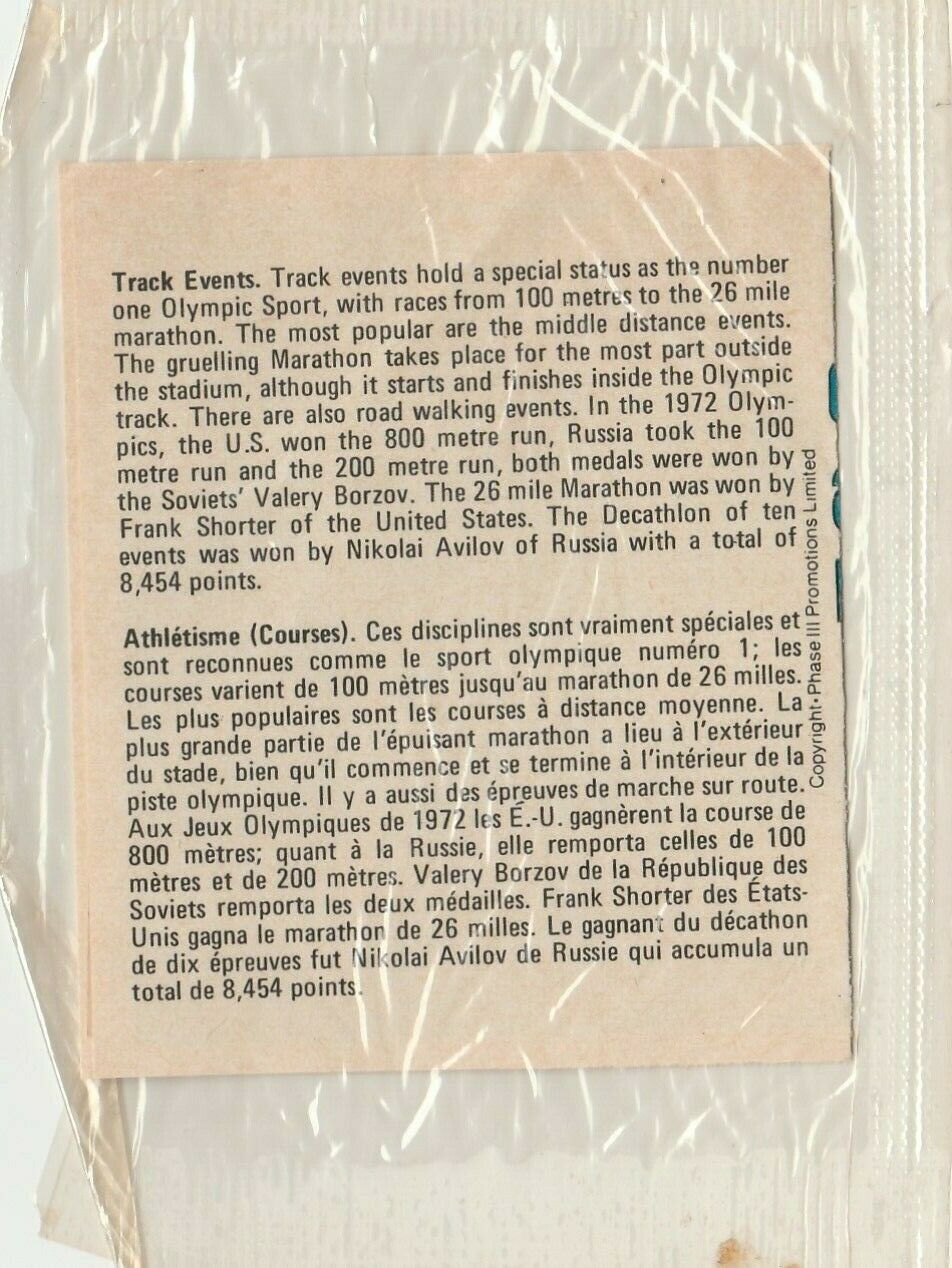 Track Events. Track events hold a special status as the number
one Olympic Sport, with races from 100 metres to the 26 mile
marathon. The most popular are the middle distance events.
The gruelling Marathon takes place for the most part outside
the stadium, although it starts and finishes inside the Olympic
track. There are also road walking events. In the 1972 Olym-
pics, the U.S. won the 800 metre run, Russia took the 100
metre run and the 200 metre run, both medals were won by
the Soviets' Valery Borzov. The 26 mile Marathon was won by
Frank Shorter of the United States. The Decathlon of ten
events was won by Nikolai Avilov of Russia with a total of
8,454 points.
Athlétisme (Courses). Ces disciplines sont vraiment spéciales et
sont reconnues comme le sport olympique numéro 1; les
courses varient de 100 mètres jusqu'au marathon de 26 milles.
Les plus populaires sont les courses à distance moyenne. La
plus grande partie de l'épuisant marathon a lieu à l'extérieur
du stade, bien qu'il commence et se termine à l'intérieur de la
piste olympique. Il y a aussi des épreuves de marche sur route.
Aux Jeux Olympiques de 1972 les É.-U. gagnèrent la course de
800 mètres; quant à la Russie, elle remporta celles de 100
mètres et de 200 mètres. Valery Borzov de la République des
Soviets remporta les deux médailles. Frank Shorter des États-
Unis gagna le marathon de 26 milles. Le gagnant du décathon
de dix épreuves fut Nikolai Avilov de Russie qui accumula un
total de 8,454 points.
Copyright • Phase III Promotions Limited